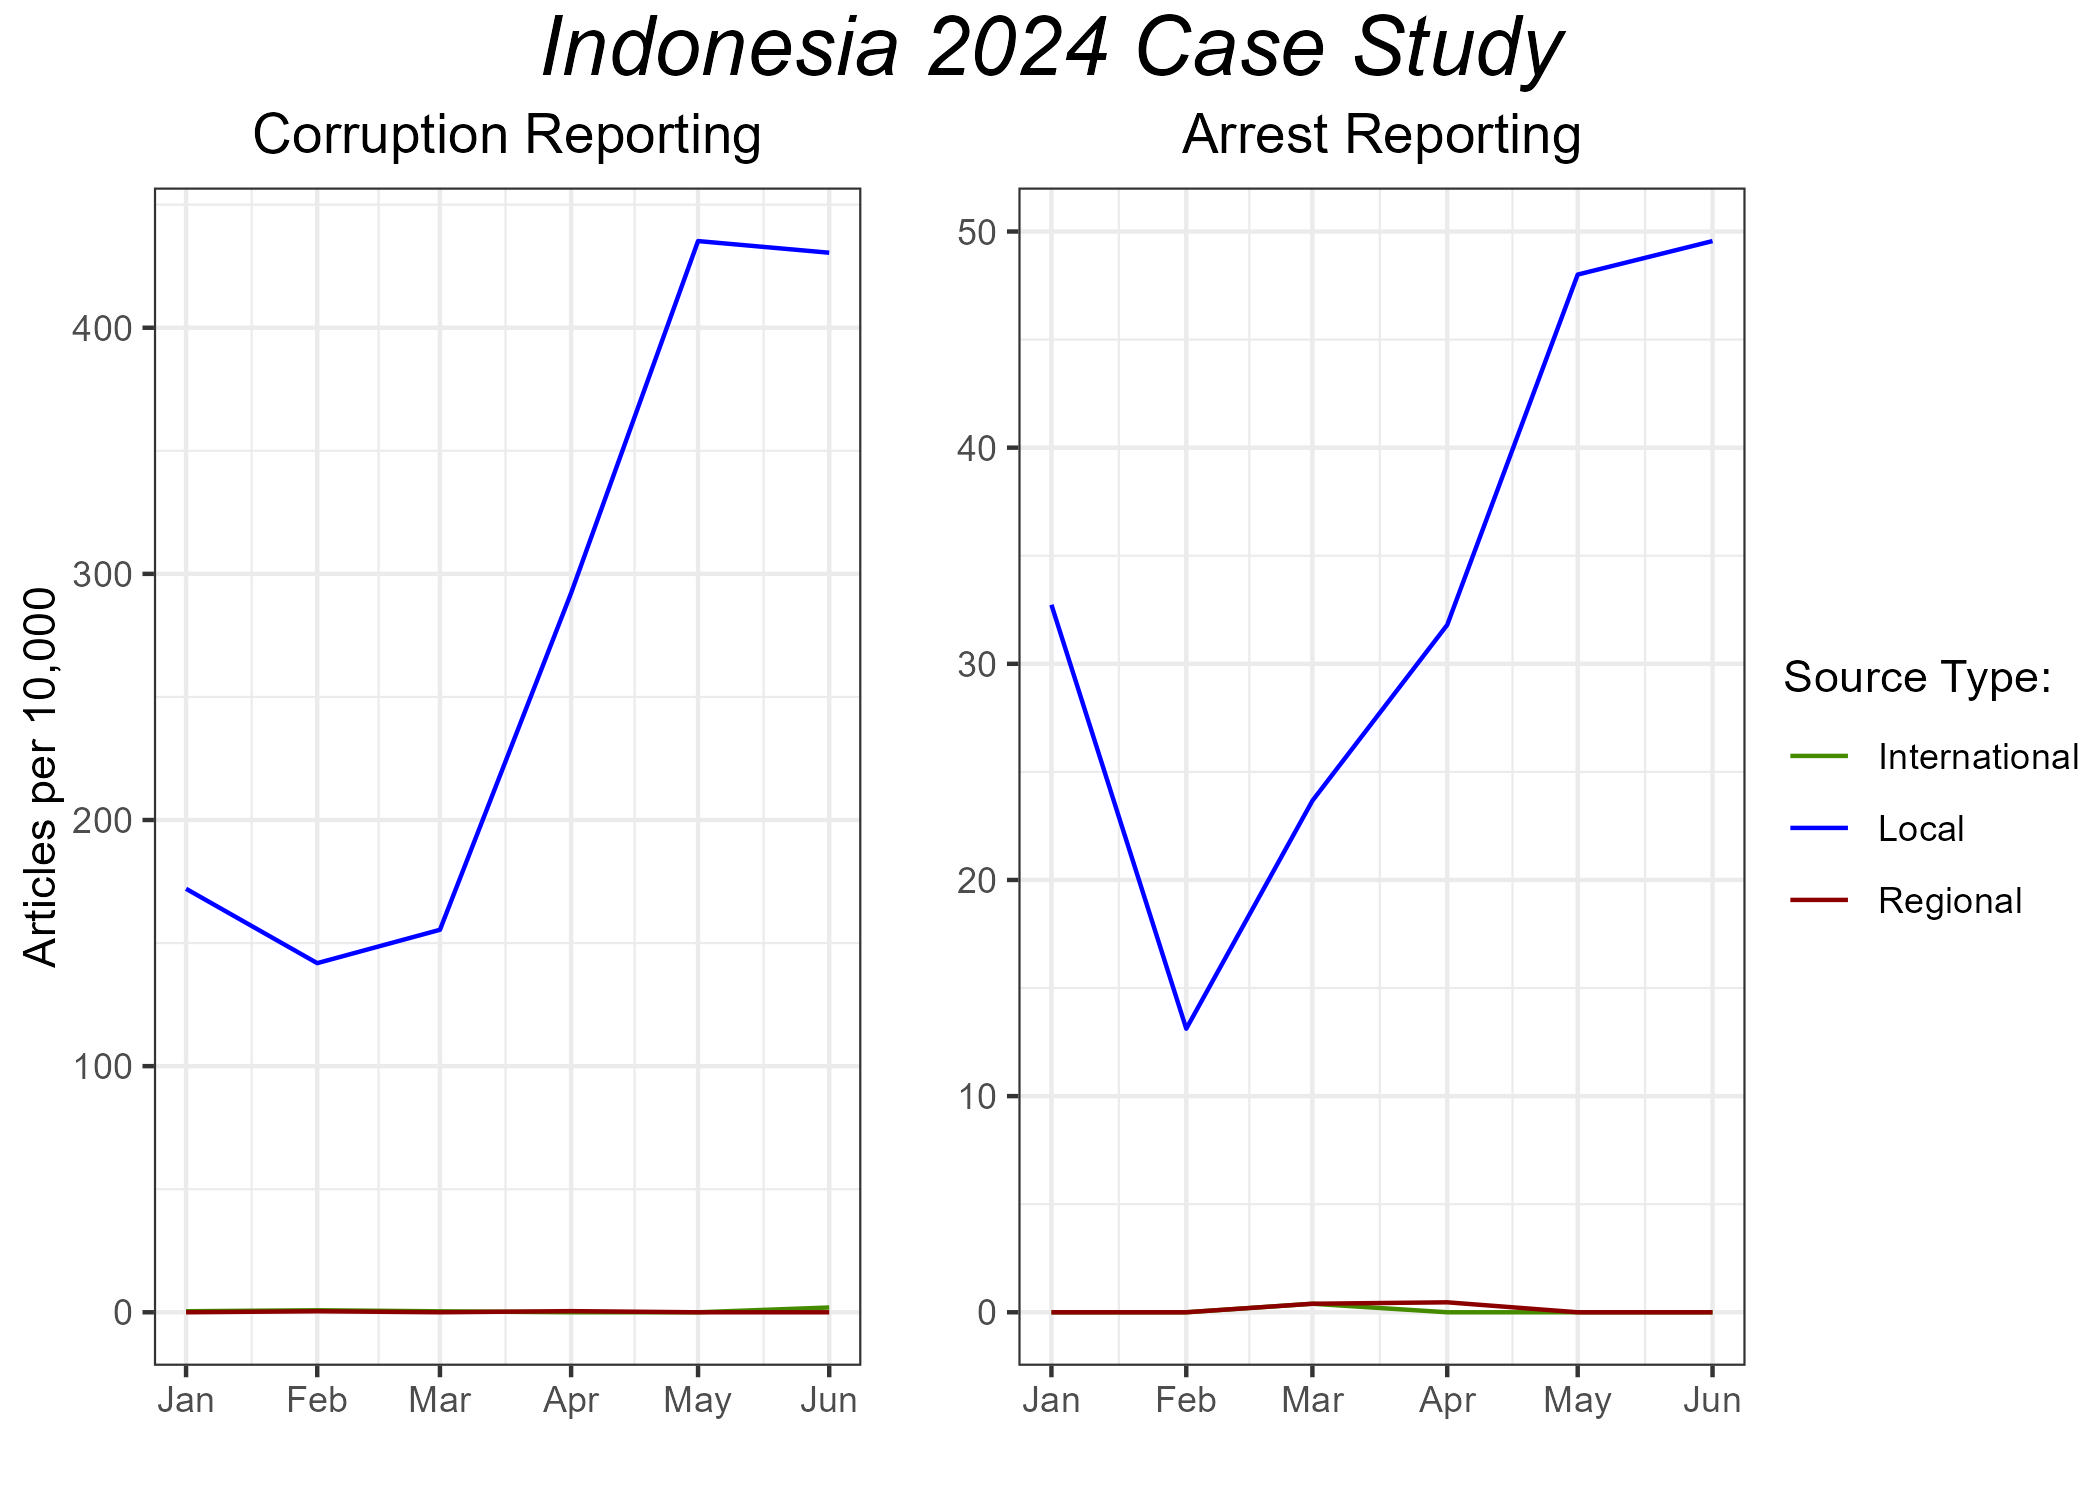 Indonesia 2024 Case Study
Corruption Reporting
Articles per 10,000
400
300
200
100
0
Jan Feb Mar Apr May Jun
Arrest Reporting
50
40
30
20
10
0
Jan Feb Mar Apr May Jun
Source Type:
International
Local
Regional